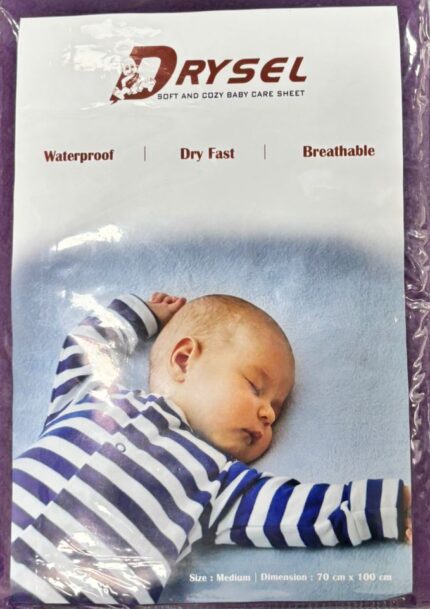 DRYSEL
SOFT AND COZY BABY CARE SHEET
Waterproof | Dry Fast | Breathable
Size : Medium | Dimension : 70 cm x 100 cm